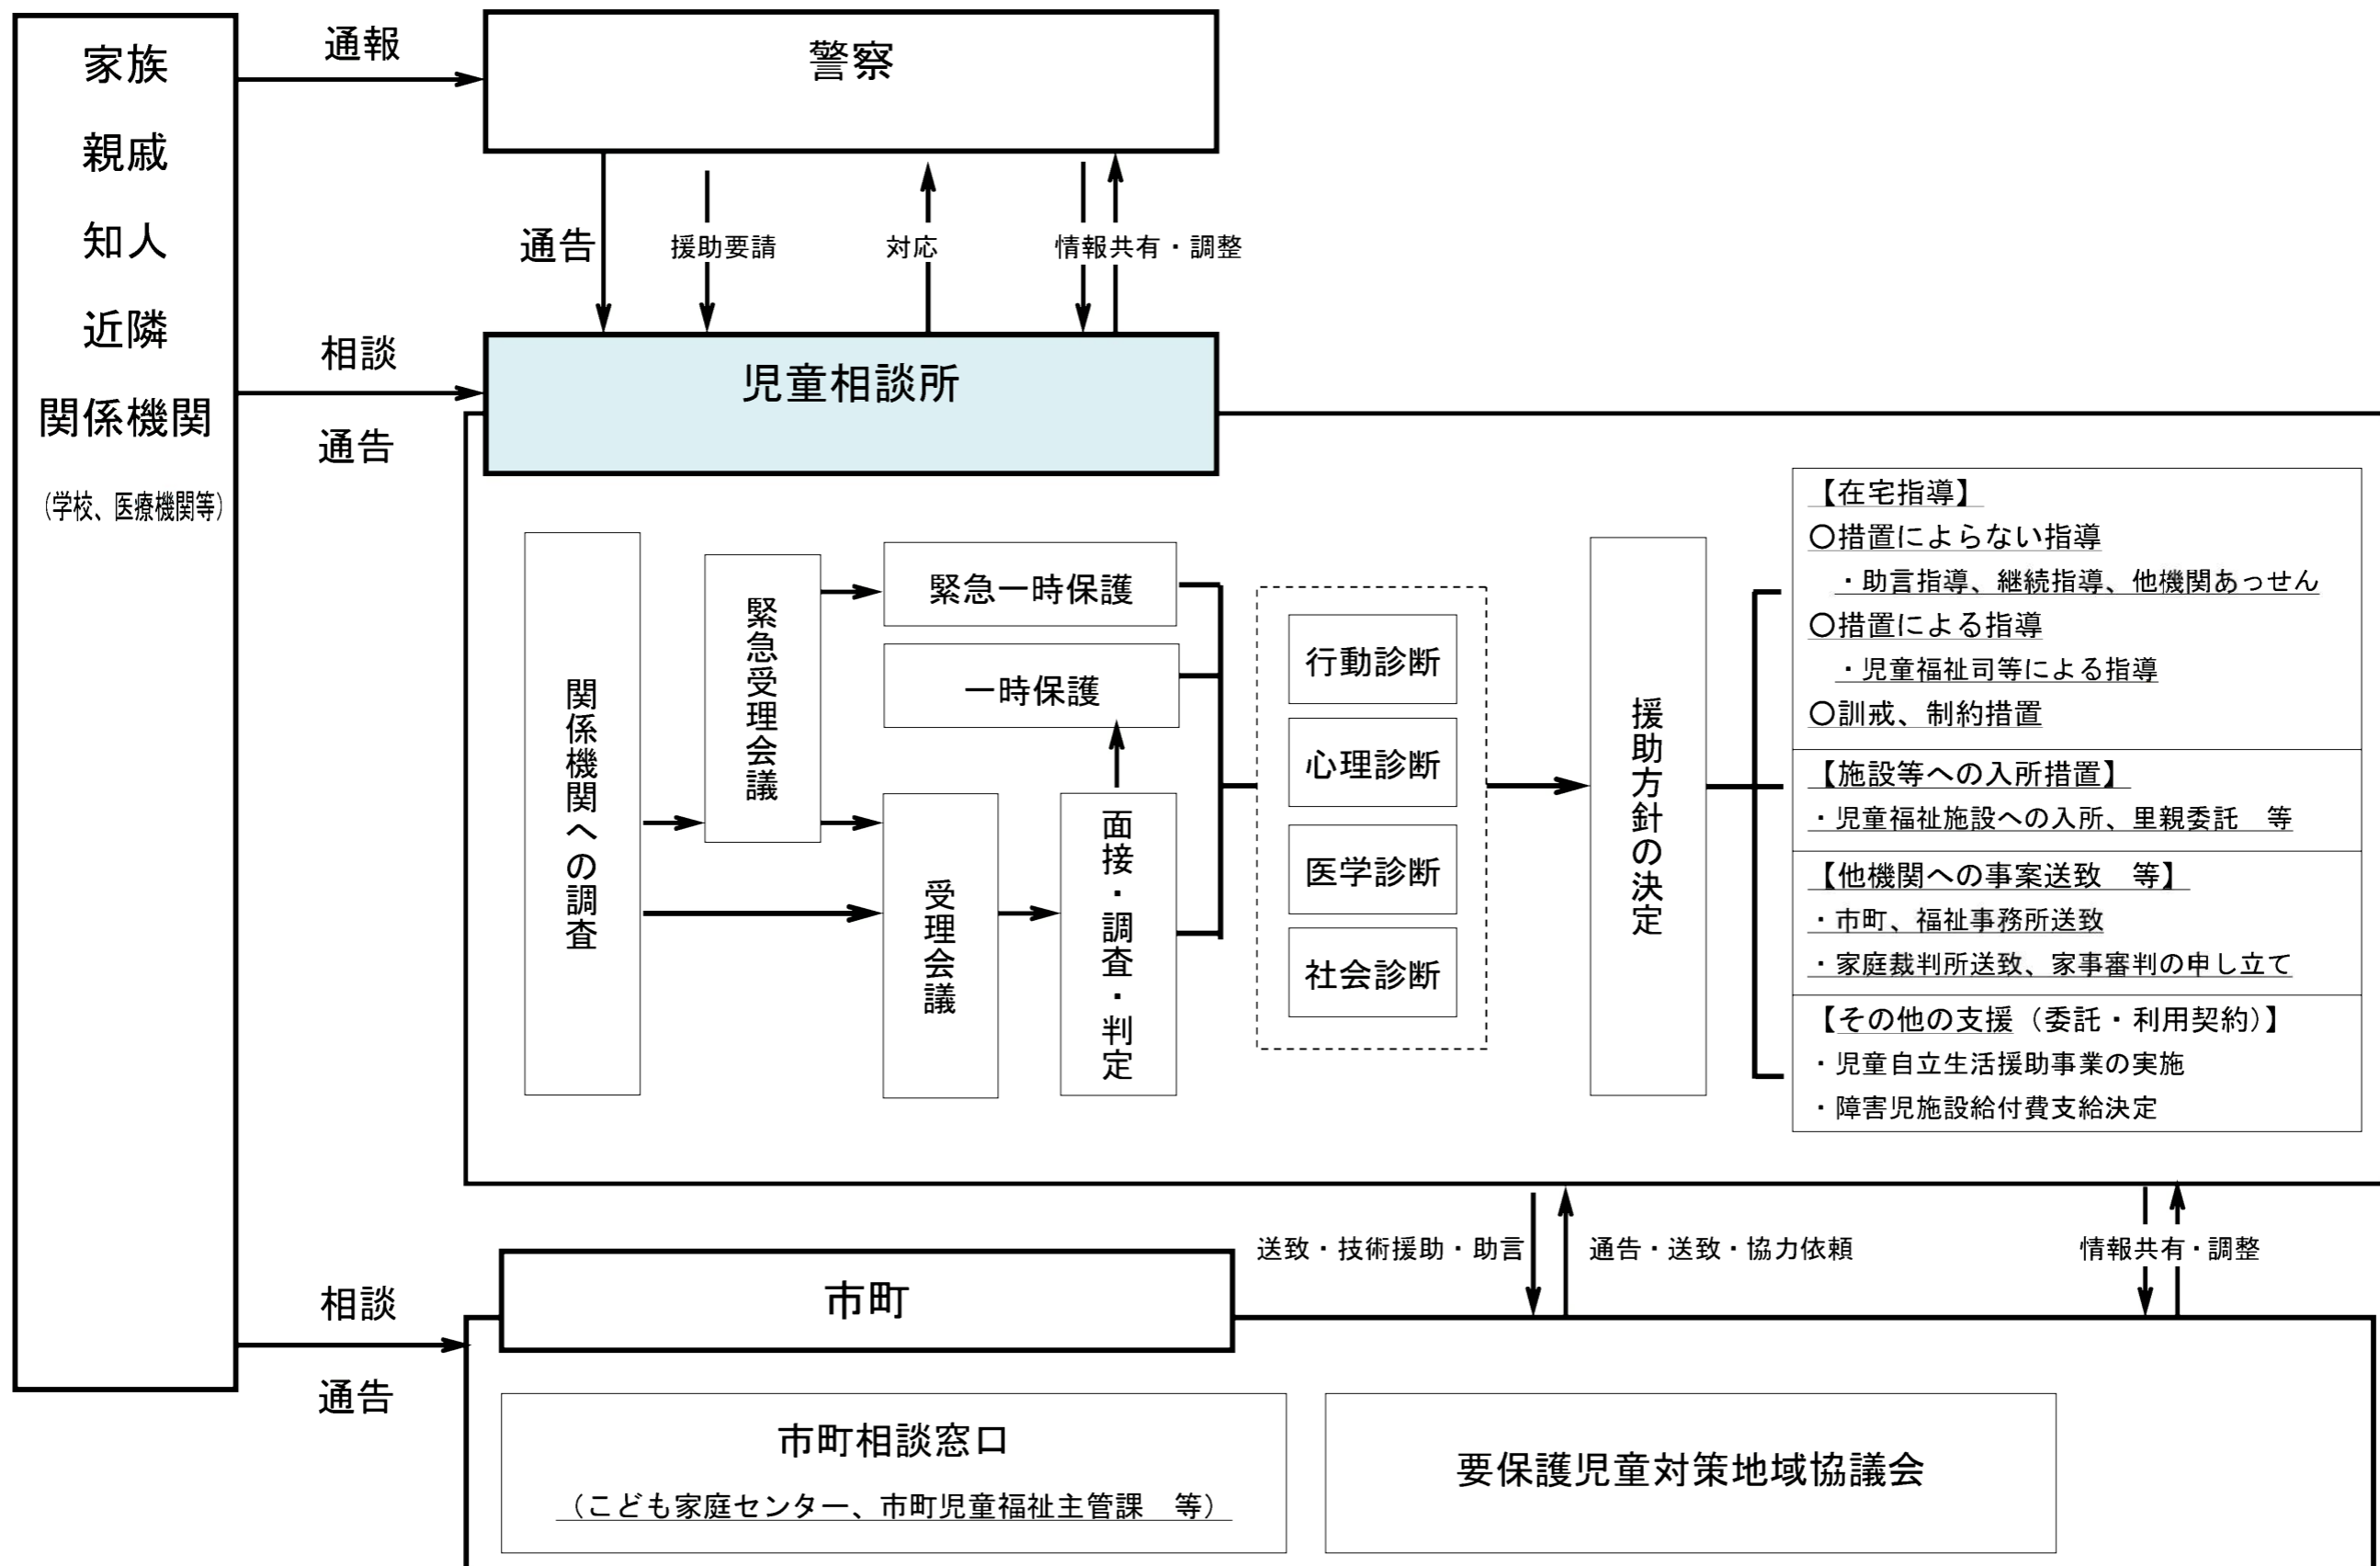 家族
親戚
知人
近隣
関係機関
（学校、医療機関等）
通報
警察
通告
援助要請
対応
情報共有・調整
相談
通告
児童相談所
関係機関への調査
緊急受理会議
緊急一時保護
一時保護
受理会議
面接・調査・判定
行動診断
心理診断
医学診断
社会診断
援助方針の決定
【在宅指導】
〇措置によらない指導
・助言指導、継続指導、他機関あっせん
〇措置による指導
・児童福祉司等による指導
〇訓戒、制約措置
【施設等への入所措置】
・児童福祉施設への入所、里親委託　等
【他機関への事案送致　等】
・市町、福祉事務所送致
・家庭裁判所送致、家事審判の申し立て
【その他の支援（委託・利用契約）】
・児童自立生活援助事業の実施
・障害児施設給付費支給決定
送致・技術援助・助言
通告・送致・協力依頼
情報共有・調整
相談
通告
市町
市町相談窓口
（こども家庭センター、市町児童福祉主管課　等）
要保護児童対策地域協議会